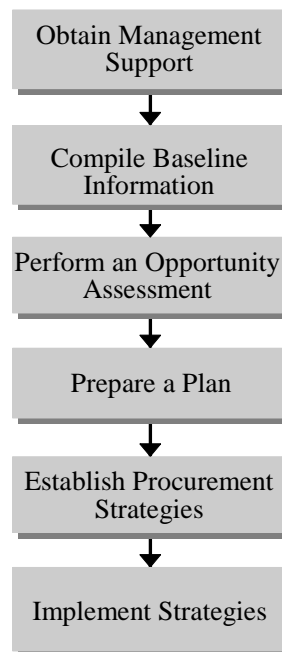 Obtain Management
Support
Compile Baseline
Information
Perform an Opportunity
Assessment
Prepare a Plan
Establish Procurement
Strategies
Implement Strategies